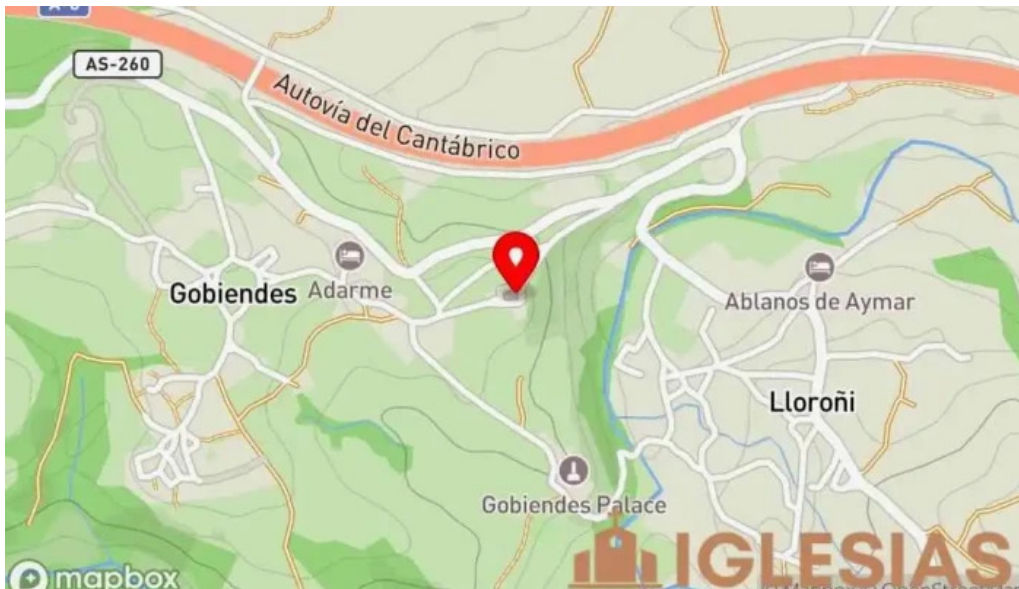 AS-260
Autovía del Cantábrico
Gobiendes
Adarme
Ablanos de Aymar
Lloroñi
Gobiendes Palace
IGLESIAS
mapbox